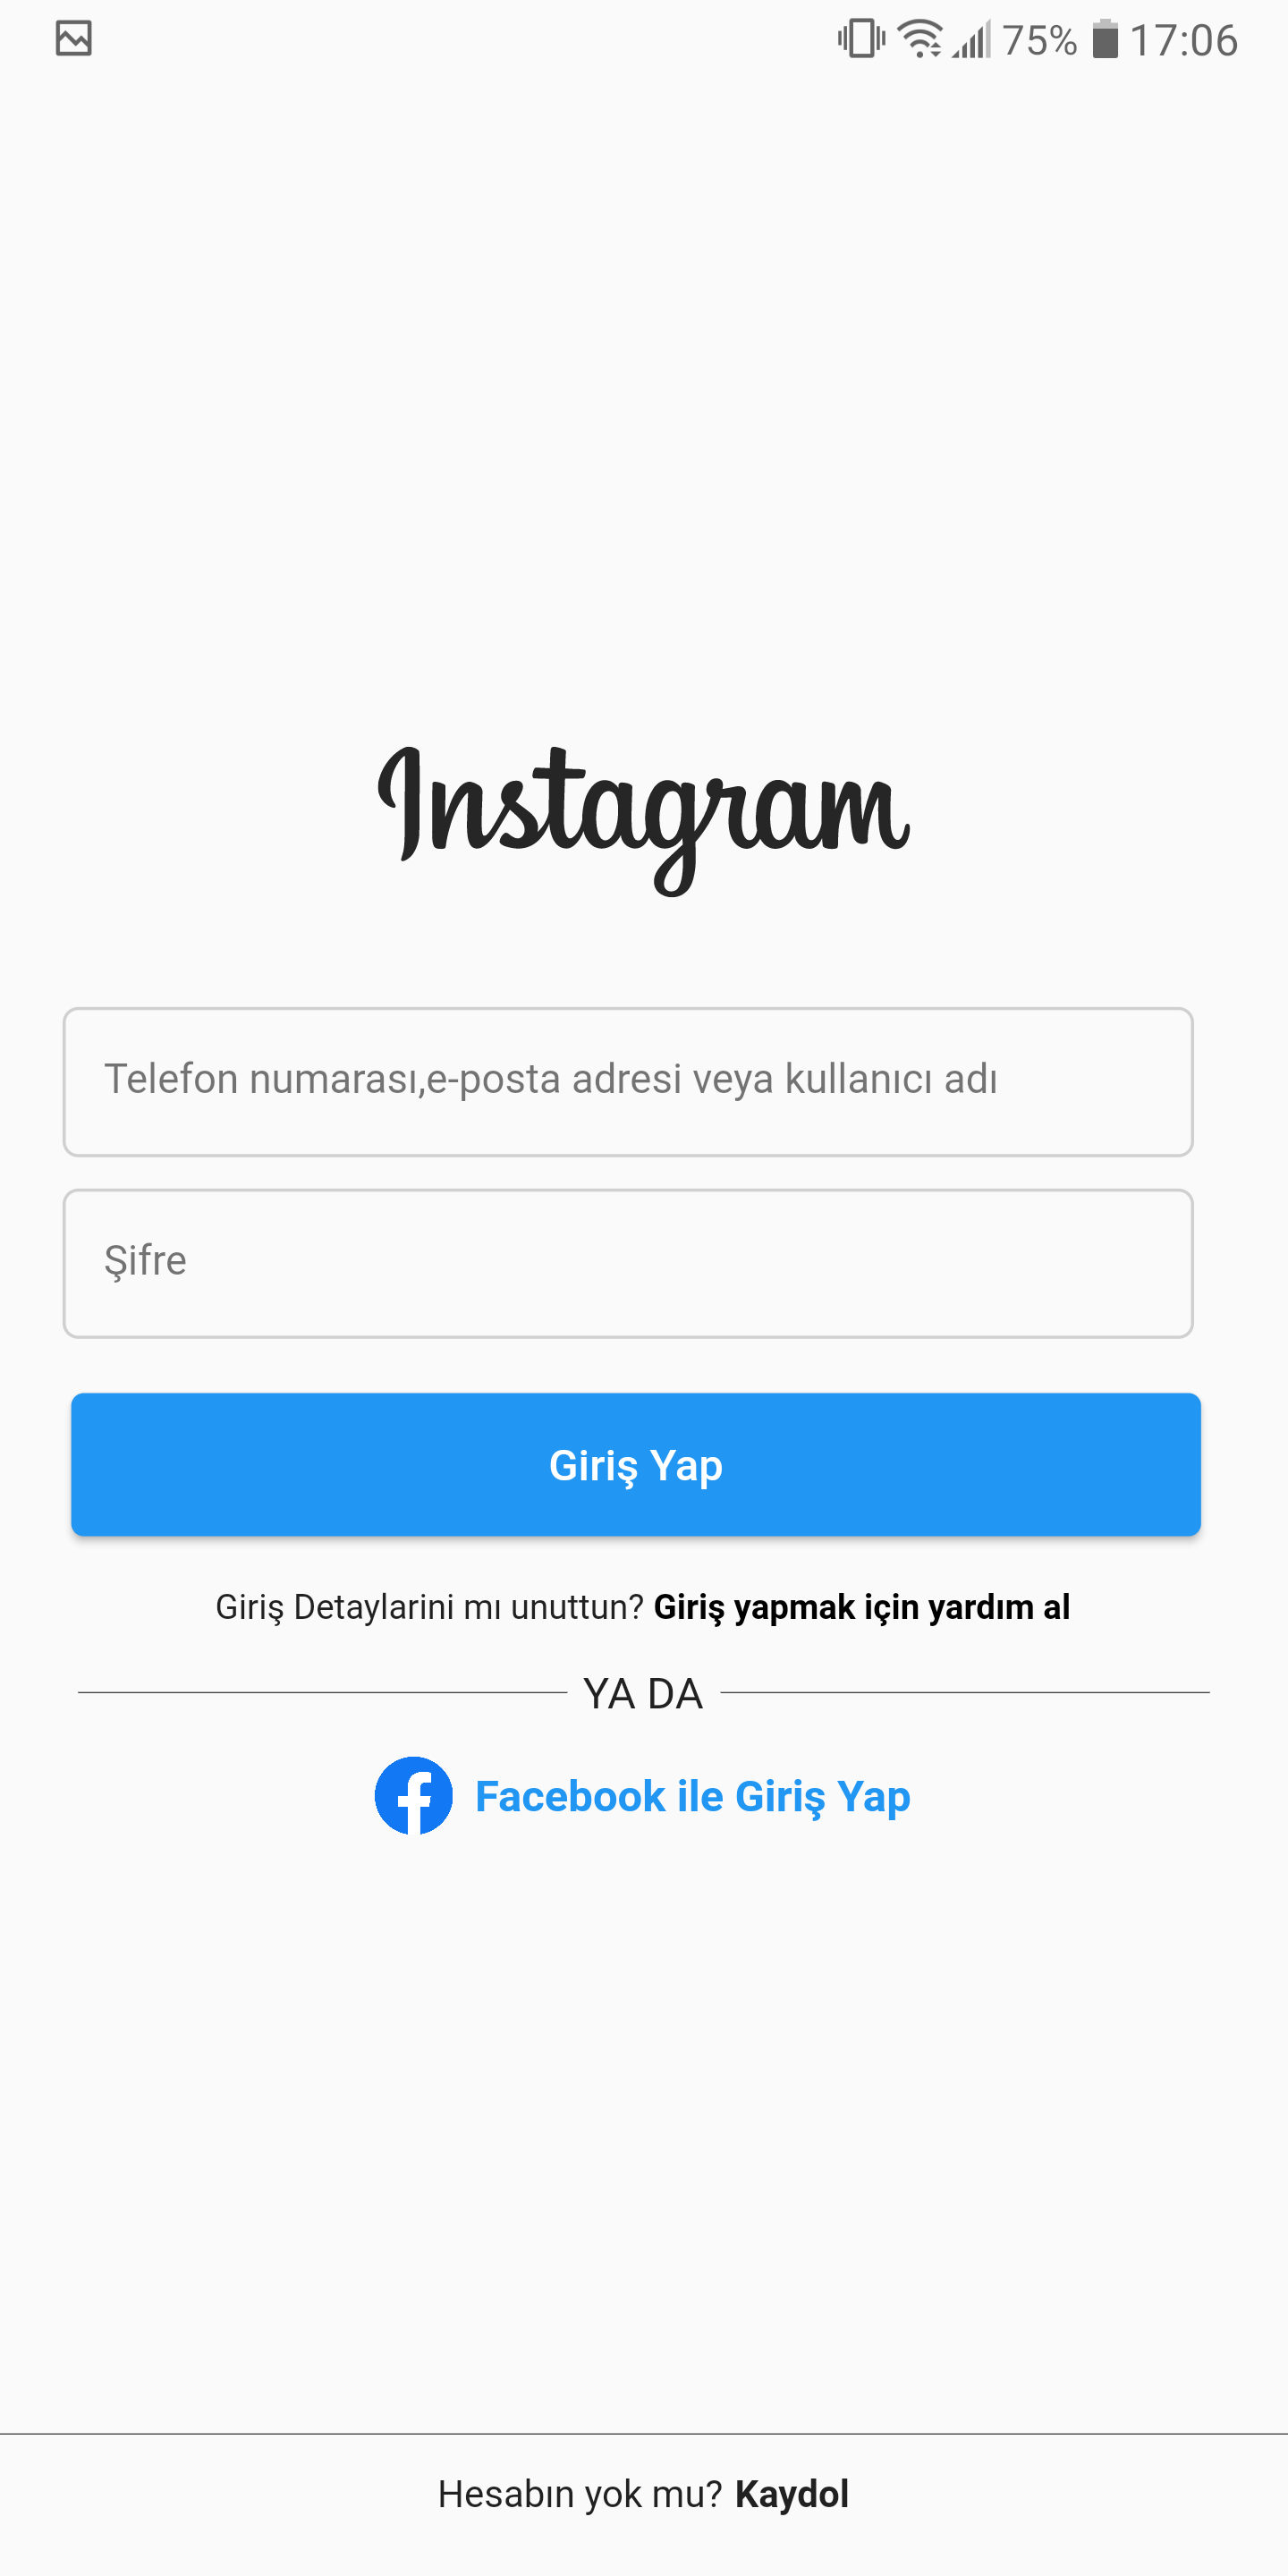 75% 17:06
Instagram
Telefon numarası,e-posta adresi veya kullanıcı adı
Şifre
Giriş Yap
Giriş Detaylarini mı unuttun? Giriş yapmak için yardım al
YA DA
Facebook ile Giriş Yap
Hesabın yok mu? Kaydol